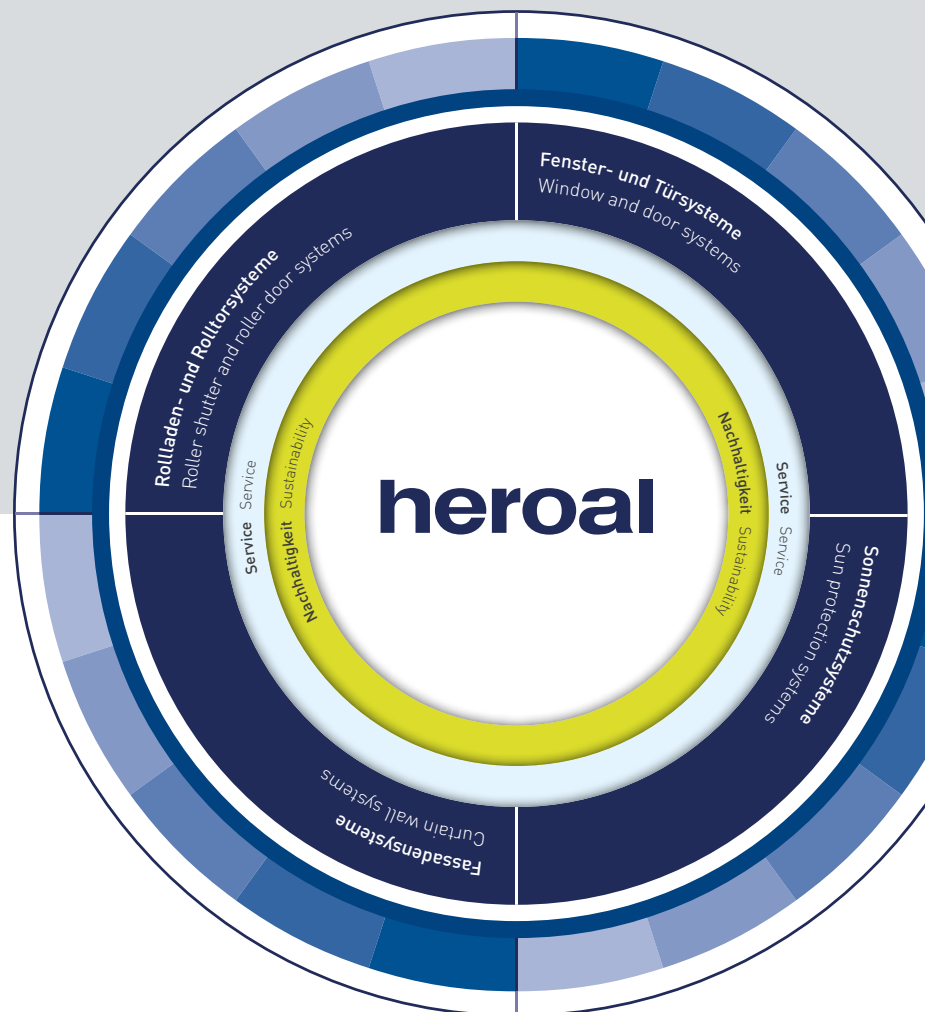 Fenster- und Türsysteme
Window and door systems
Rollladen- und Rolltorsysteme
Roller shutter and roller door systems
Service Service
Nachhaltigkeit Sustainability
heroal
Nachhaltigkeit Sustainability
Service Service
Sonnenschutzsysteme
Sun protection systems
Curtain wall systems
Fassadensysteme